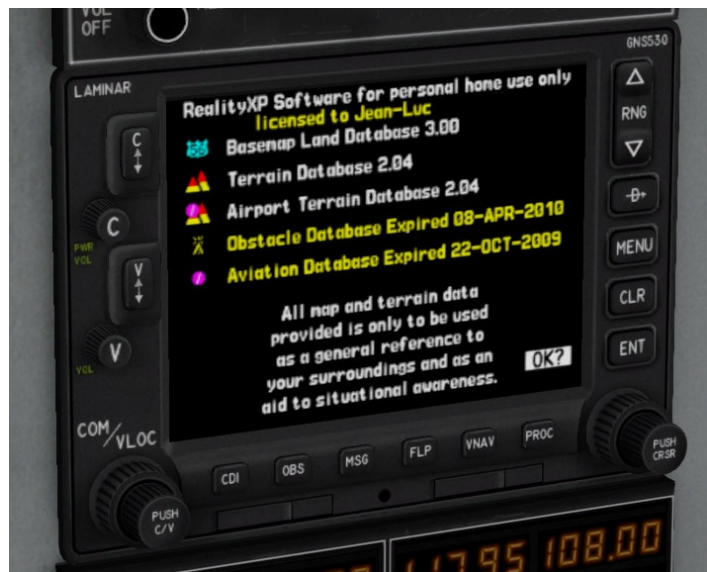 VOL
OFF
GNS530
LAMINAR
RealityXP Software for personal home use only
licensed to Jean-Luc
Basemap Land Database 3.00
Terrain Database 2.04
Airport Terrain Database 2.04
Obstacle Database Expired 08-APR-2010
Aviation Database Expired 22-OCT-2009
All map and terrain data
provided is only to be used
as a general reference to
your surroundings and as an
aid to situational awareness.
OK?
C
C
PWR
VOL
V
V
VOL
COM/VLOC
PUSH
C/V
RNG
D
MENU
CLR
ENT
CDI
OBS
MSG
FLP
VNAV
PROC
PUSH
CRSR
117.95
108.00